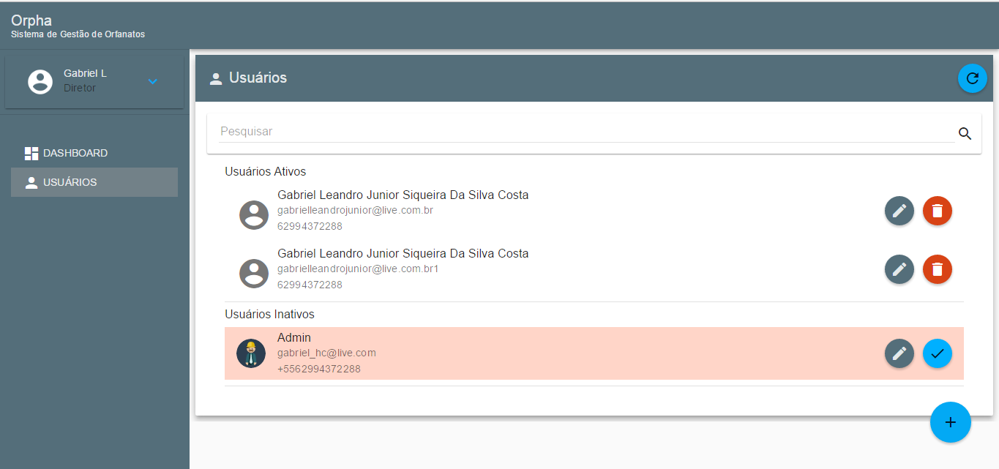 Orpha
Sistema de Gestão de Orfanatos
Gabriel L
Diretor
DASHBOARD
USUÁRIOS
Usuários
Pesquisar
Usuários Ativos
Gabriel Leandro Junior Siqueira Da Silva Costa
gabrielleandrojunior@live.com.br
62994372288
Gabriel Leandro Junior Siqueira Da Silva Costa
gabrielleandrojunior@live.com.br1
62994372288
Usuários Inativos
Admin
gabriel_hc@live.com
+5562994372288